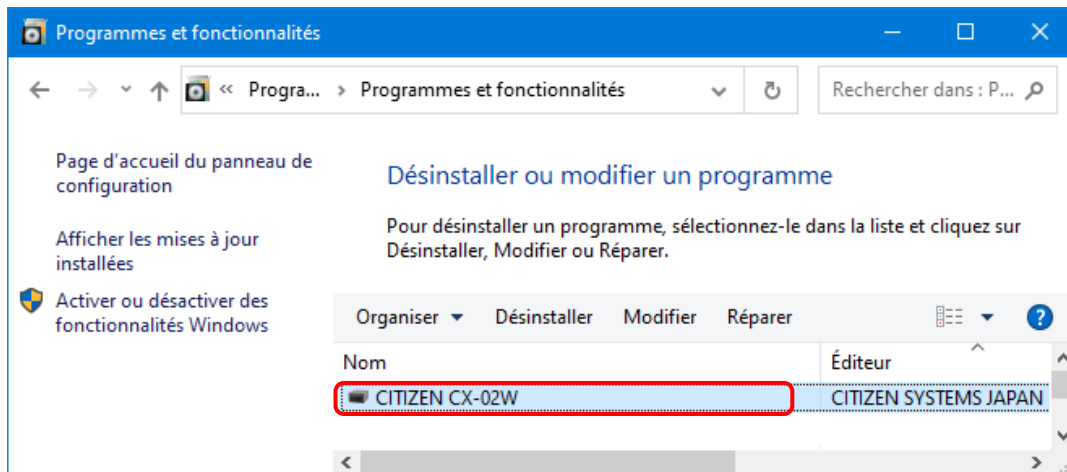 Programmes et fonctionnalités
« Progra... > Programmes et fonctionnalités
Rechercher dans : P...
Page d'accueil du panneau de
configuration
Afficher les mises à jour
installées
Activer ou désactiver des
fonctionnalités Windows
Désinstaller ou modifier un programme
Pour désinstaller un programme, sélectionnez-le dans la liste et cliquez sur
Désinstaller, Modifier ou Réparer.
Organiser Désinstaller Modifier Réparer ?
Nom Éditeur
CITIZEN CX-02W CITIZEN SYSTEMS JAPAN